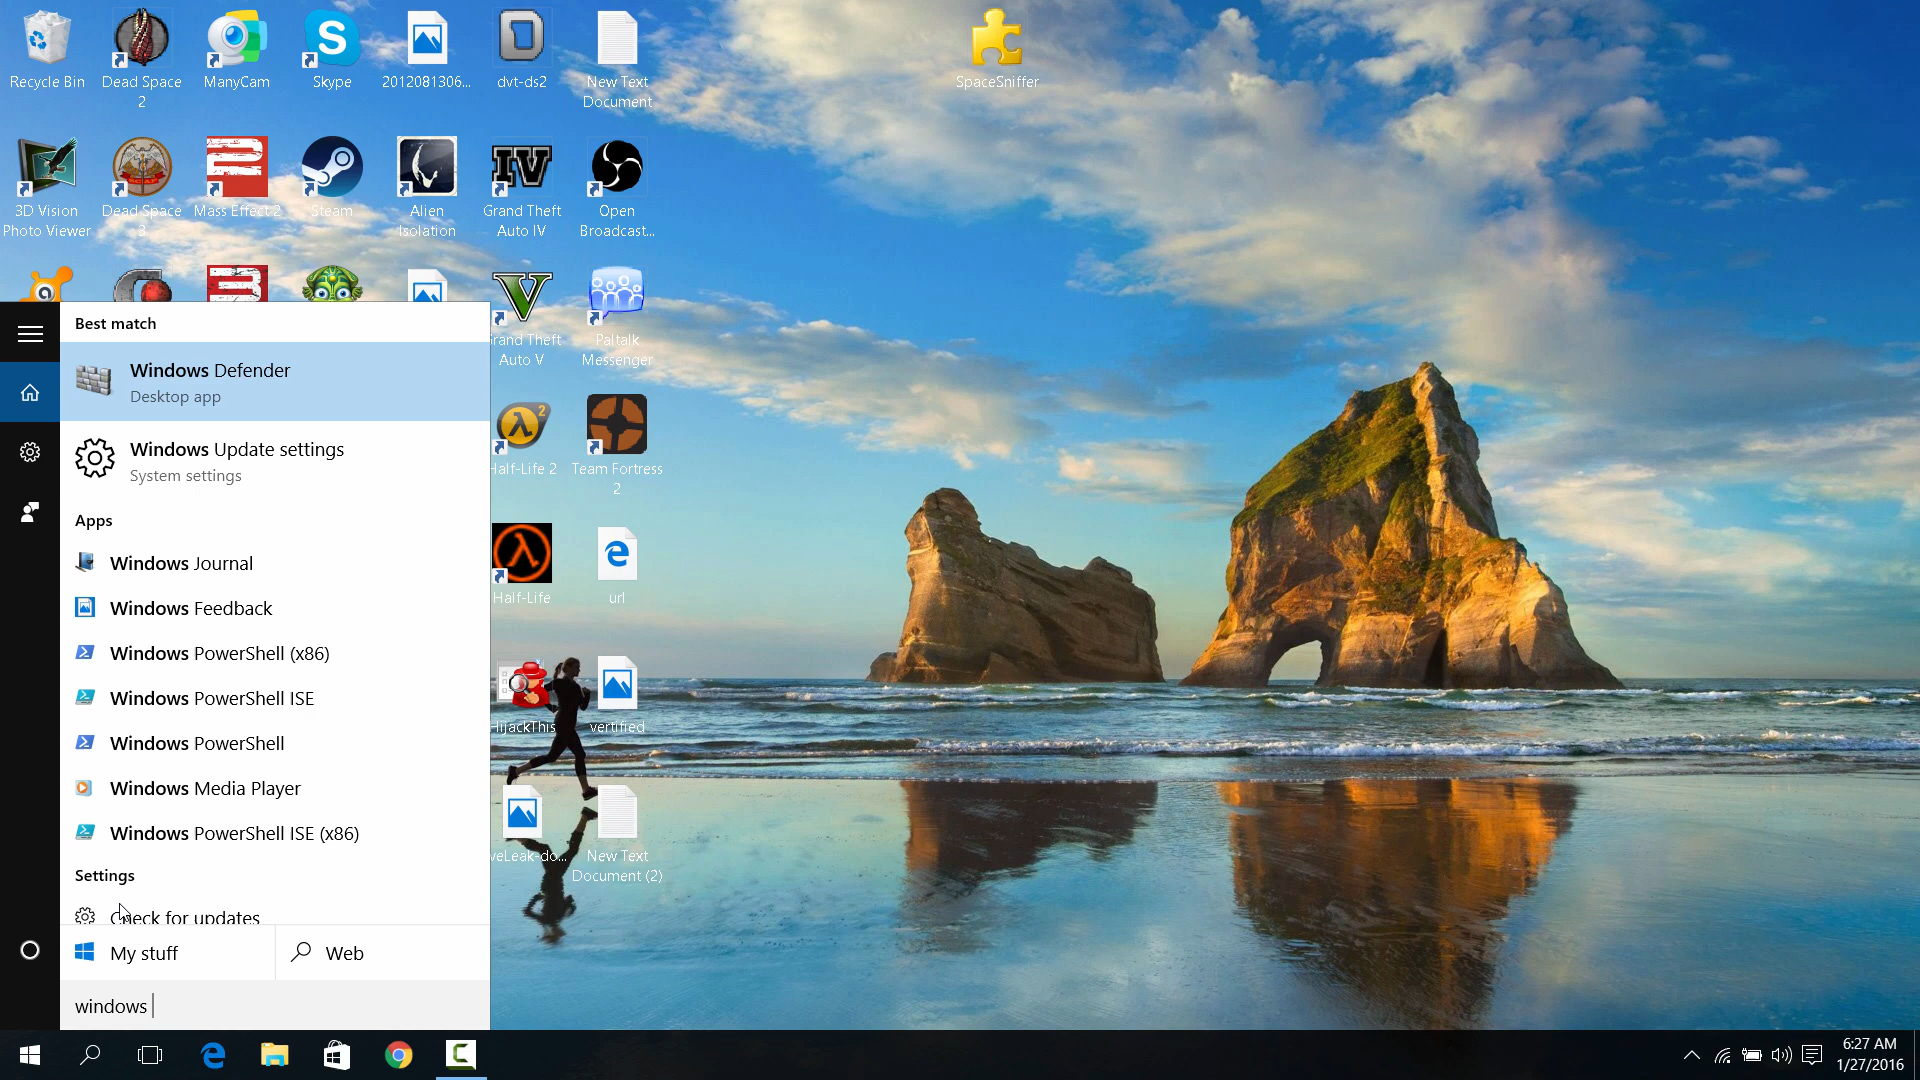 Recycle Bin
Dead Space
2
ManyCam
Skype
2012081306...
dvt-ds2
New Text
Document
SpaceSniffer
3D Vision
Photo Viewer
Dead Space
3
Mass Effect 2
Steam
Alien
Isolation
Grand Theft
Auto IV
Open
Broadcast...
Grand Theft
Auto V
Paltalk
Messenger
Half-Life 2
Team Fortress
2
Half-Life
url
HijackThis
vertified
veLeak-do...
New Text
Document (2)
Best match
Windows Defender
Desktop app
Windows Update settings
System settings
Apps
Windows Journal
Windows Feedback
Windows PowerShell (x86)
Windows PowerShell ISE
Windows PowerShell
Windows Media Player
Windows PowerShell ISE (x86)
Settings
Check for updates
My stuff
Web
windows
6:27 AM
1/27/2016